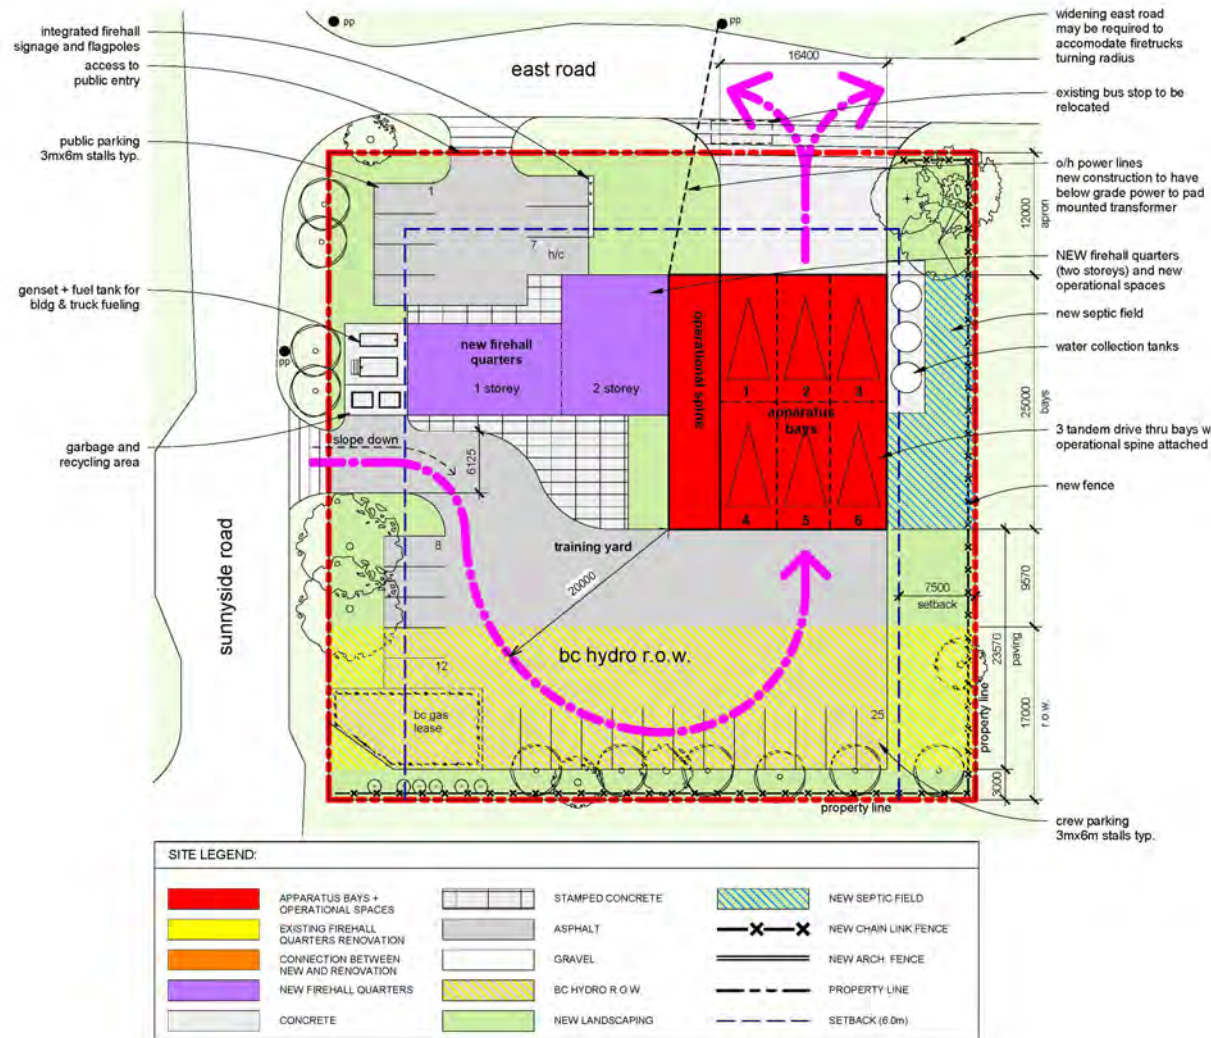 integrated firehall
signage and flagpoles
access to
public entry
public parking
3mx6m stalls typ.
genset + fuel tank for
bldg & truck fueling
garbage and
recycling area
sunnyside road
pp
pp
east road
16400
1
7
h/c
pp
new firehall
quarters
1 storey
2 storey
operational spine
1
2
3
apparatus
bays
4
5
6
slope down
6125
8
training yard
20000
12
bc hydro r.o.w.
bc gas
lease
25
7500
setback
property line
property line
12000
apron
25000
bays
9570
23570
paving
17000
r.o.w.
3000
widening east road
may be required to
accomodate firetrucks
turning radius
existing bus stop to be
relocated
o/h power lines
new construction to have
below grade power to pad
mounted transformer
NEW firehall quarters
(two storeys) and new
operational spaces
new septic field
water collection tanks
3 tandem drive thru bays w
operational spine attached
new fence
crew parking
3mx6m stalls typ.
SITE LEGEND:
APPARATUS BAYS +
OPERATIONAL SPACES
EXISTING FIREHALL
QUARTERS RENOVATION
CONNECTION BETWEEN
NEW AND RENOVATION
NEW FIREHALL QUARTERS
CONCRETE
STAMPED CONCRETE
ASPHALT
GRAVEL
BC HYDRO R.O.W.
NEW LANDSCAPING
NEW SEPTIC FIELD
NEW CHAIN LINK FENCE
NEW ARCH. FENCE
PROPERTY LINE
SETBACK (6.0m)